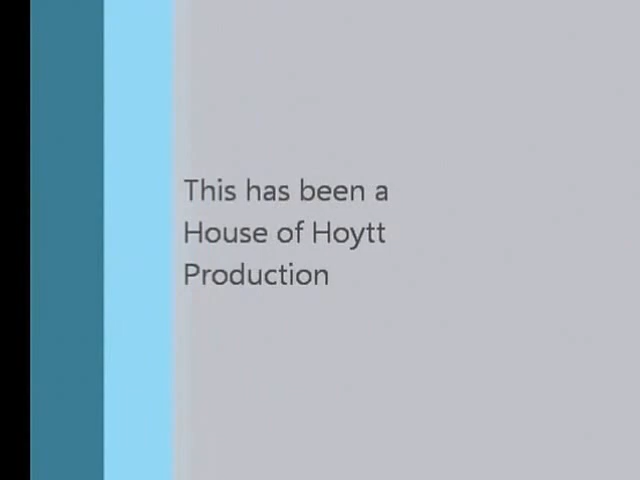 This has been a
House of Hoytt
Production